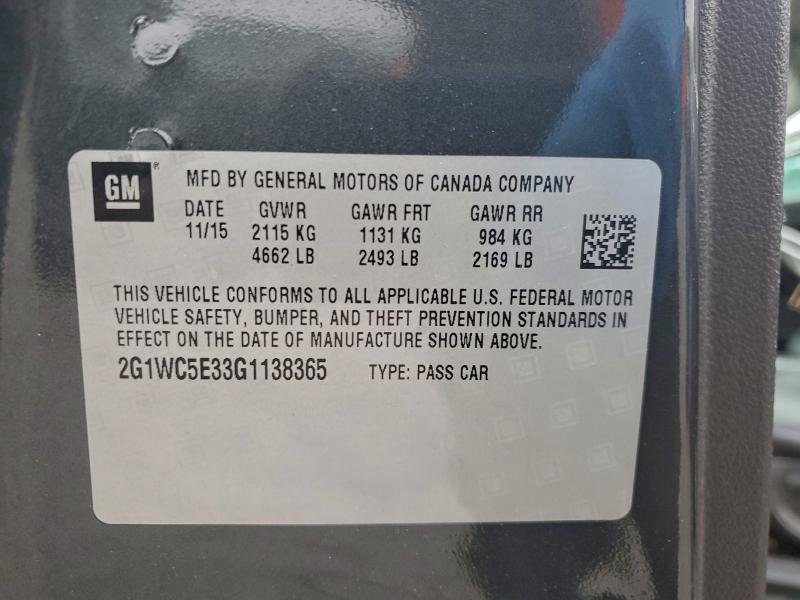 GM®
MFD BY GENERAL MOTORS OF CANADA COMPANY
DATE GVWR GAWR FRT GAWR RR
11/15 2115 KG 1131 KG 984 KG
4662 LB 2493 LB 2169 LB
THIS VEHICLE CONFORMS TO ALL APPLICABLE U.S. FEDERAL MOTOR
VEHICLE SAFETY, BUMPER, AND THEFT PREVENTION STANDARDS IN
EFFECT ON THE DATE OF MANUFACTURE SHOWN ABOVE.
2G1WC5E33G1138365 TYPE: PASS CAR